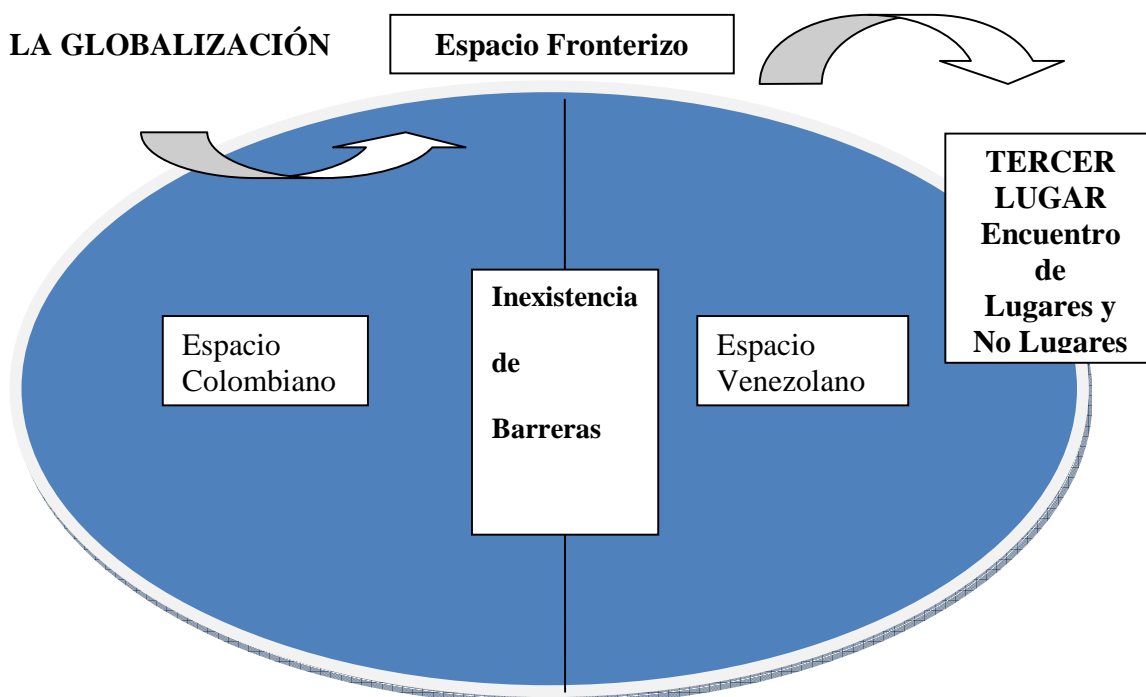 LA GLOBALIZACIÓN
Espacio Fronterizo
TERCER
LUGAR
Encuentro
de
Lugares y
No Lugares
Inexistencia
de
Barreras
Espacio
Colombiano
Espacio
Venezolano